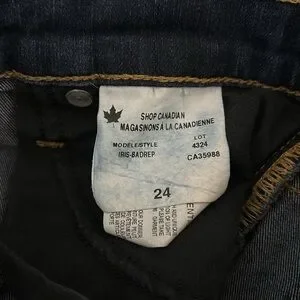 SHOP CANADIAN
MAGASINONS A LA CANADIENNE
MODELE/STYLE LOT
4324
IRIS-BADREP CA35988
24